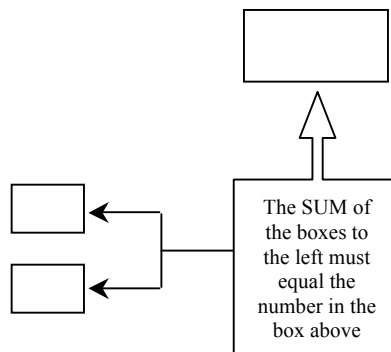 The SUM of
the boxes to
the left must
equal the
number in the
box above